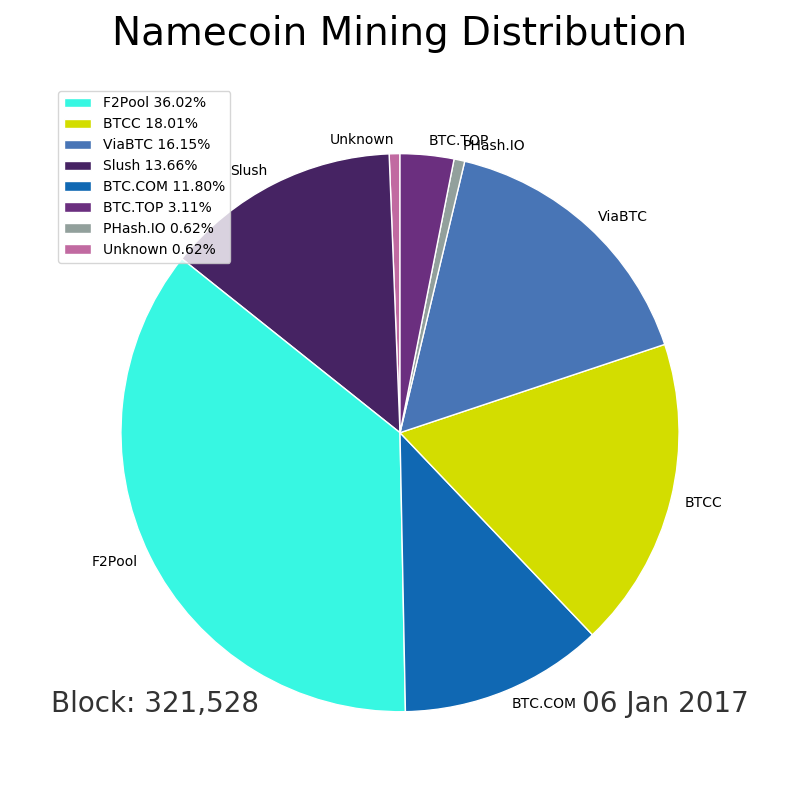 Namecoin Mining Distribution
F2Pool 36.02%
BTCC 18.01%
ViaBTC 16.15%
Slush 13.66%
BTC.COM 11.80%
BTC.TOP 3.11%
PHash.IO 0.62%
Unknown 0.62%
Unknown
BTC.TOP
PHash.IO
Slush
ViaBTC
BTCC
F2Pool
BTC.COM
Block: 321,528
06 Jan 2017